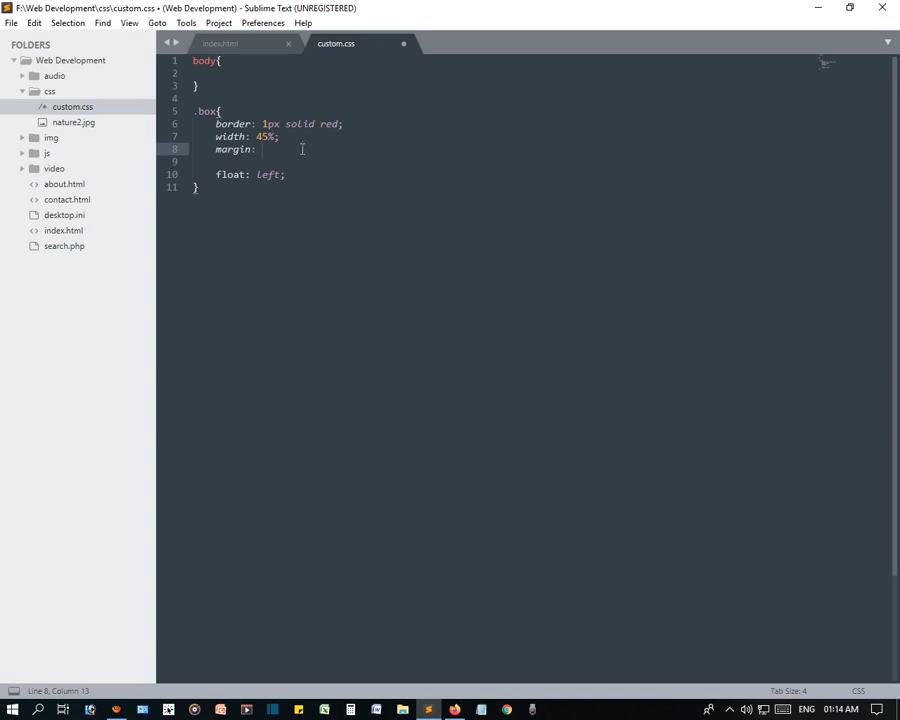 F:\Web Development\css\custom.css • (Web Development) - Sublime Text (UNREGISTERED)
File Edit Selection Find View Goto Tools Project Preferences Help
FOLDERS
Web Development
audio
css
custom.css
nature2.jpg
img
js
video
about.html
contact.html
desktop.ini
index.html
search.php
index.html custom.css
1 body{
2
3 }
4
5 .box{
6 border: 1px solid red;
7 width: 45%;
8 margin:
9
10 float: left;
11 }
Line 8, Column 13 Tab Size: 4 CSS
ENG 01:14 AM